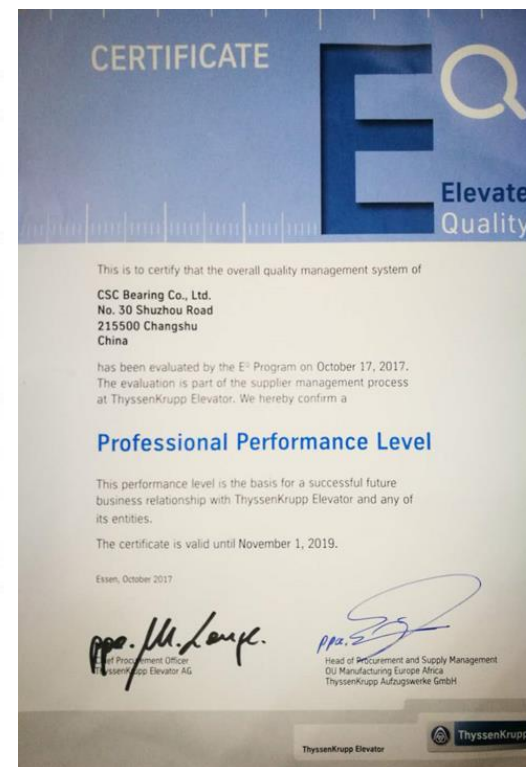 CERTIFICATE
EQ
Elevate
Quality
This is to certify that the overall quality management system of
CSC Bearing Co., Ltd.
No. 30 Shuzhou Road
215500 Changshu
China
has been evaluated by the EQ Program on October 17, 2017.
The evaluation is part of the supplier management process
at ThyssenKrupp Elevator. We hereby confirm a
Professional Performance Level
This performance level is the basis for a successful future
business relationship with ThyssenKrupp Elevator and any of
its entities.
The certificate is valid until November 1, 2019.
Essen, October 2017
ppa. M. Lange.
ppa.
Chief Procurement Officer
ThyssenKrupp Elevator AG
Head of Procurement and Supply Management
OU Manufacturing Europe Africa
ThyssenKrupp Aufzugswerke GmbH
ThyssenKrupp Elevator
ThyssenKrupp